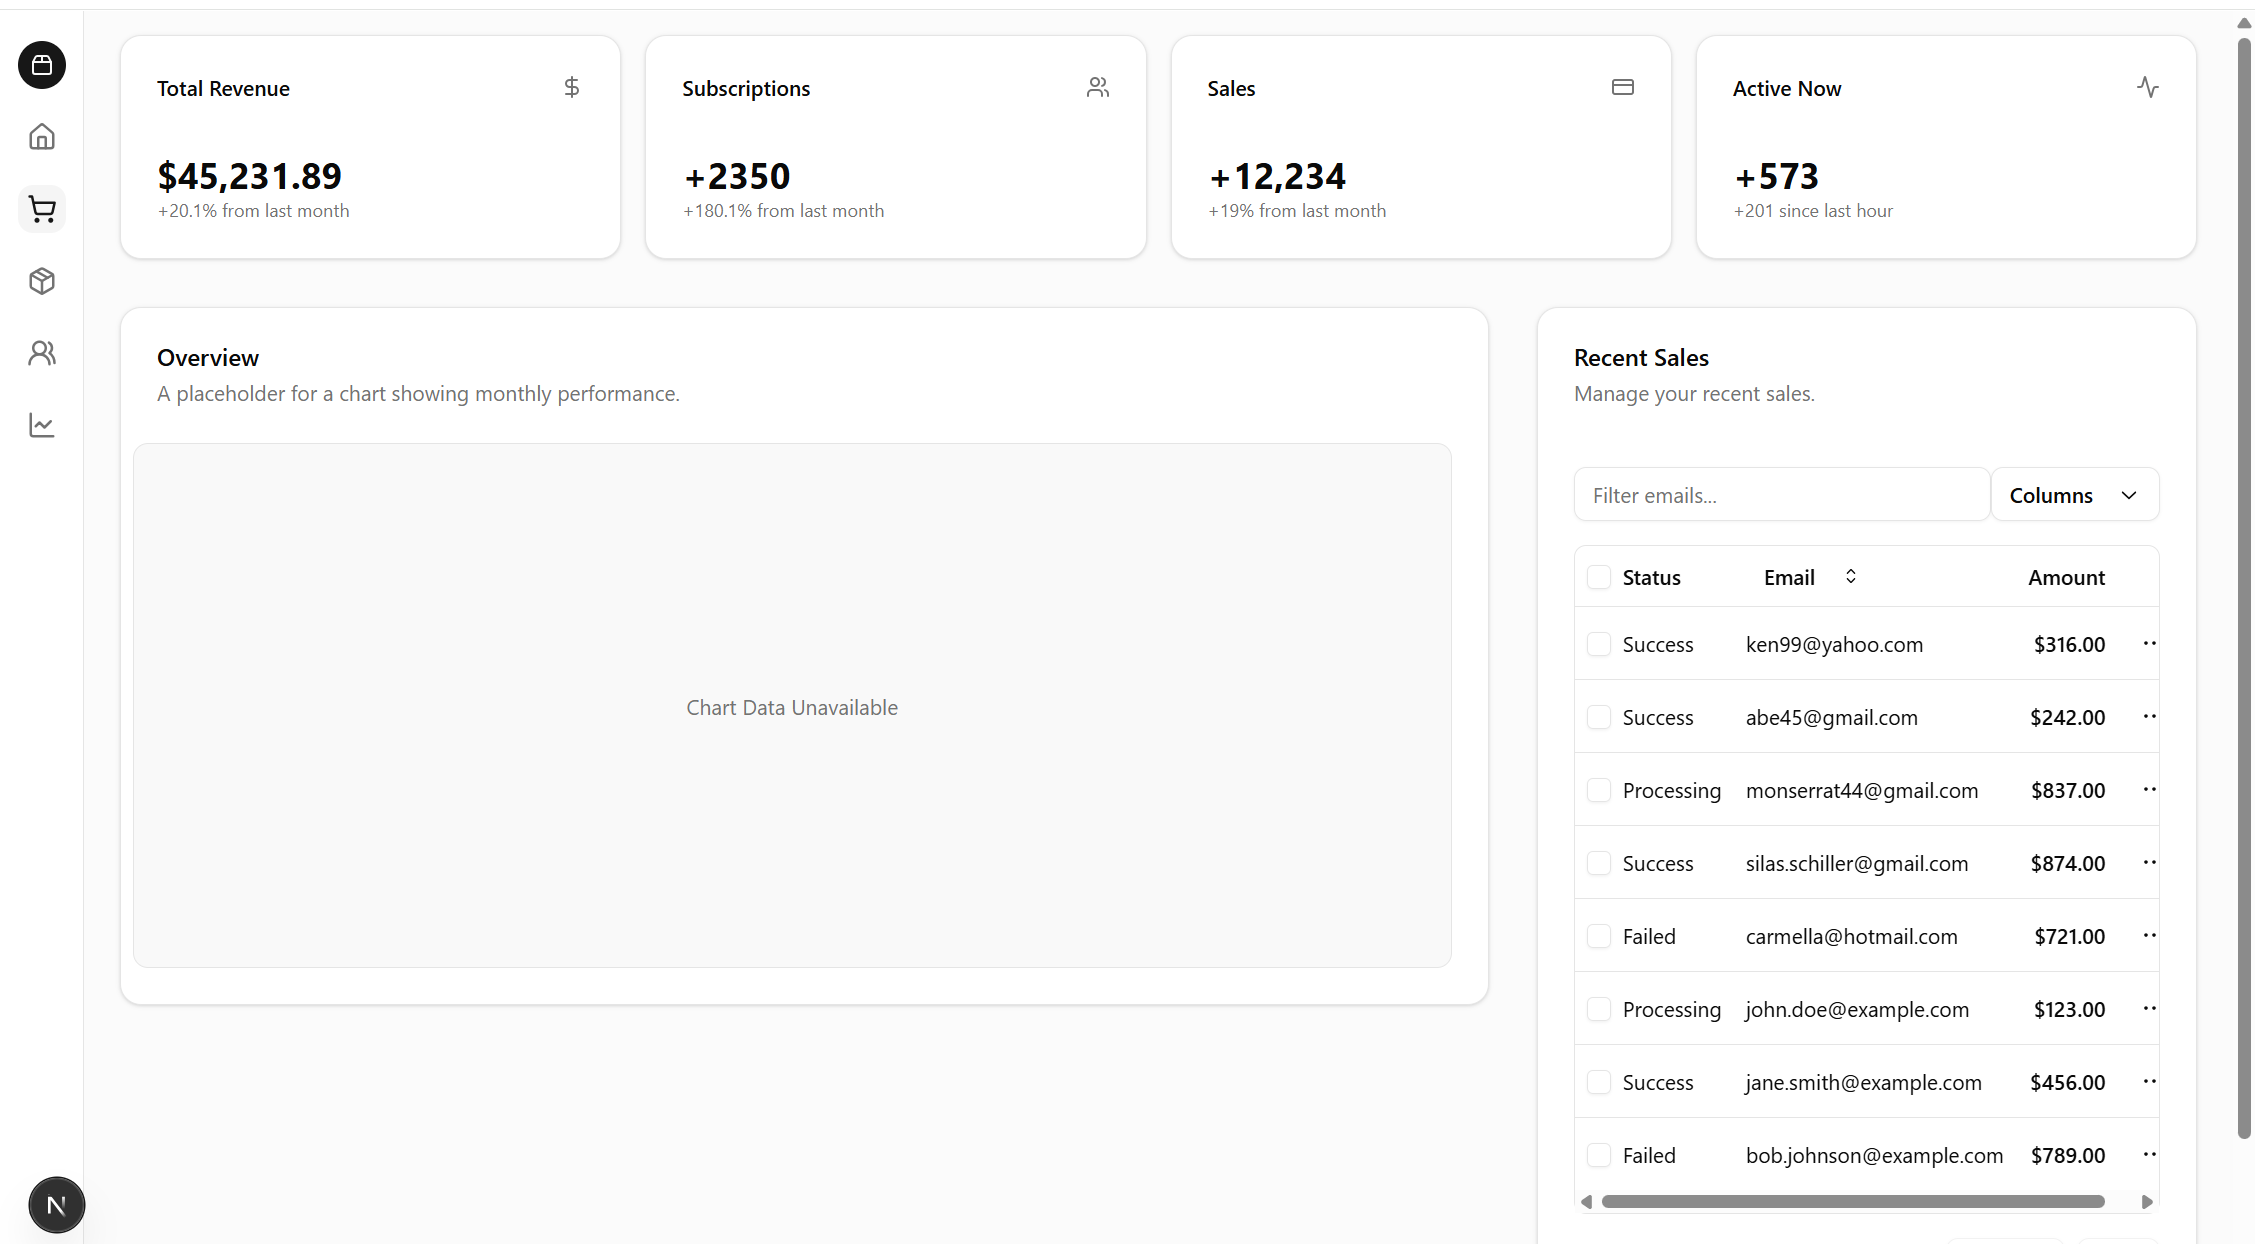 Total Revenue
$45,231.89
+20.1% from last month
Subscriptions
+2350
+180.1% from last month
Sales
+12,234
+19% from last month
Active Now
+573
+201 since last hour
Overview
A placeholder for a chart showing monthly performance.
Chart Data Unavailable
Recent Sales
Manage your recent sales.
Filter emails...
Columns
Status Email Amount
Success ken99@yahoo.com $316.00
Success abe45@gmail.com $242.00
Processing monserrat44@gmail.com $837.00
Success silas.schiller@gmail.com $874.00
Failed carmella@hotmail.com $721.00
Processing john.doe@example.com $123.00
Success jane.smith@example.com $456.00
Failed bob.johnson@example.com $789.00
N